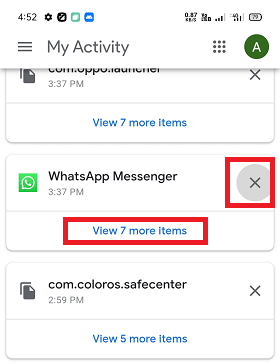 4:52
0.87 KB/s
My Activity
A
com.oppo.launcher
3:37 PM
View 7 more items
WhatsApp Messenger
3:37 PM
View 7 more items
com.coloros.safecenter
2:59 PM
View 5 more items